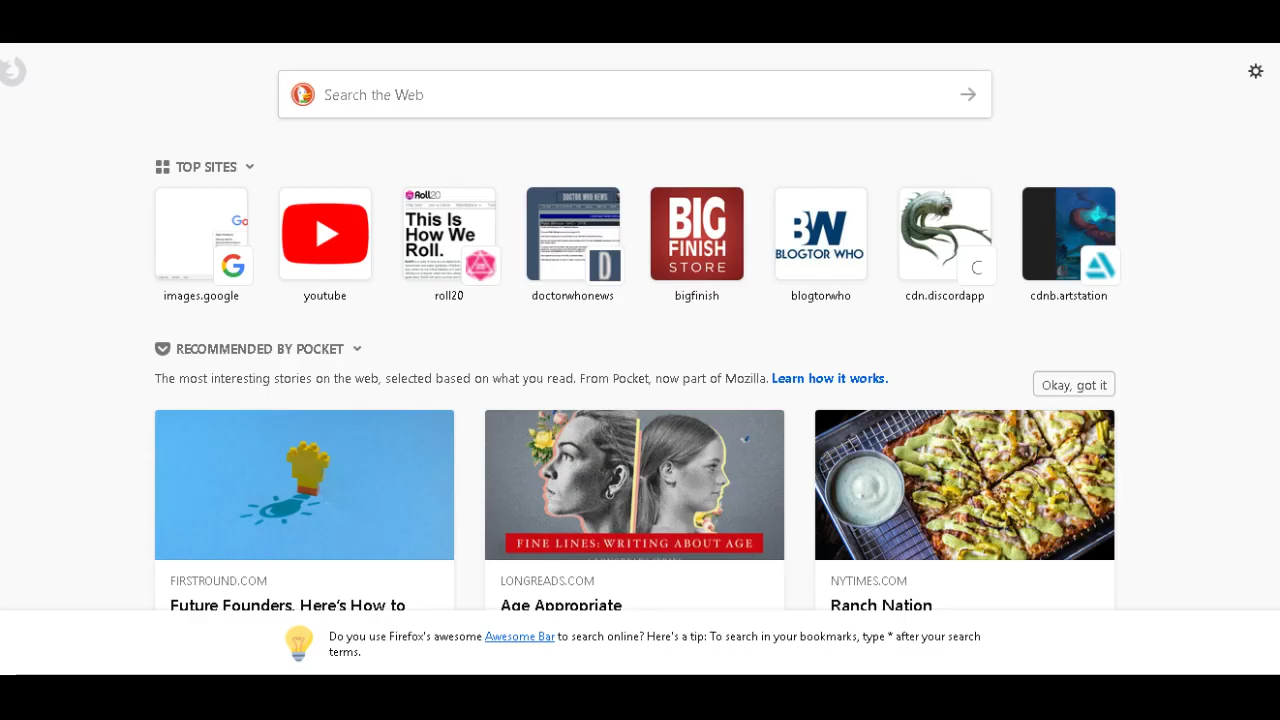 Search the Web
TOP SITES
Roll20
This Is
How We
Roll.
DOCTOR WHO NEWS
D
BIG
FINISH
STORE
BW
BLOGTOR WHO
C
Go
G
images.google
youtube
roll20
doctorwhonews
bigfinish
blogtorwho
cdn.discordapp
cdnb.artstation
RECOMMENDED BY POCKET
The most interesting stories on the web, selected based on what you read. From Pocket, now part of Mozilla. Learn how it works.
Okay, got it
FINE LINES: WRITING ABOUT AGE
FIRSTROUND.COM
LONGREADS.COM
NYTIMES.COM
Future Founders, Here's How to
Age Appropriate
Ranch Nation
Do you use Firefox's awesome Awesome Bar to search online? Here's a tip: To search in your bookmarks, type * after your search
terms.